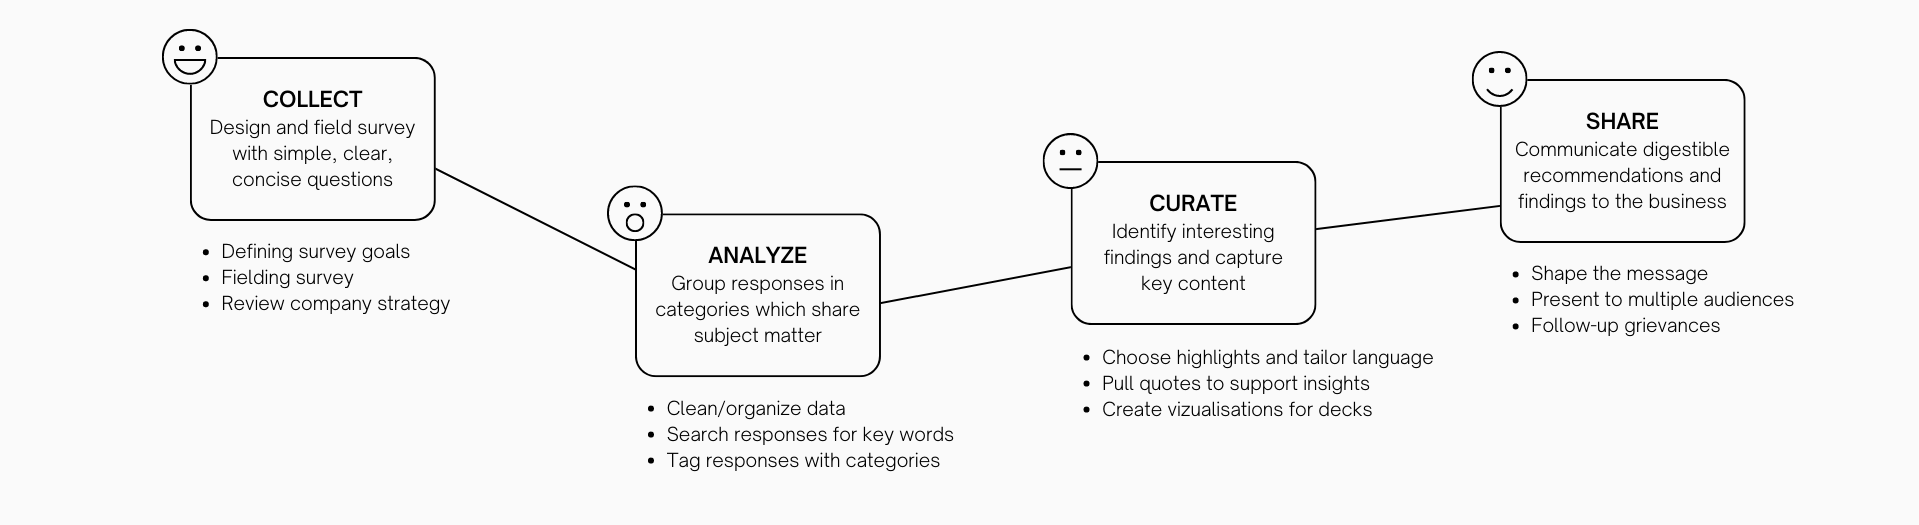 COLLECT
Design and field survey
with simple, clear,
concise questions
• Defining survey goals
• Fielding survey
• Review company strategy
ANALYZE
Group responses in
categories which share
subject matter
• Clean/organize data
• Search responses for key words
• Tag responses with categories
CURATE
Identify interesting
findings and capture
key content
• Choose highlights and tailor language
• Pull quotes to support insights
• Create vizualisations for decks
SHARE
Communicate digestible
recommendations and
findings to the business
• Shape the message
• Present to multiple audiences
• Follow-up grievances